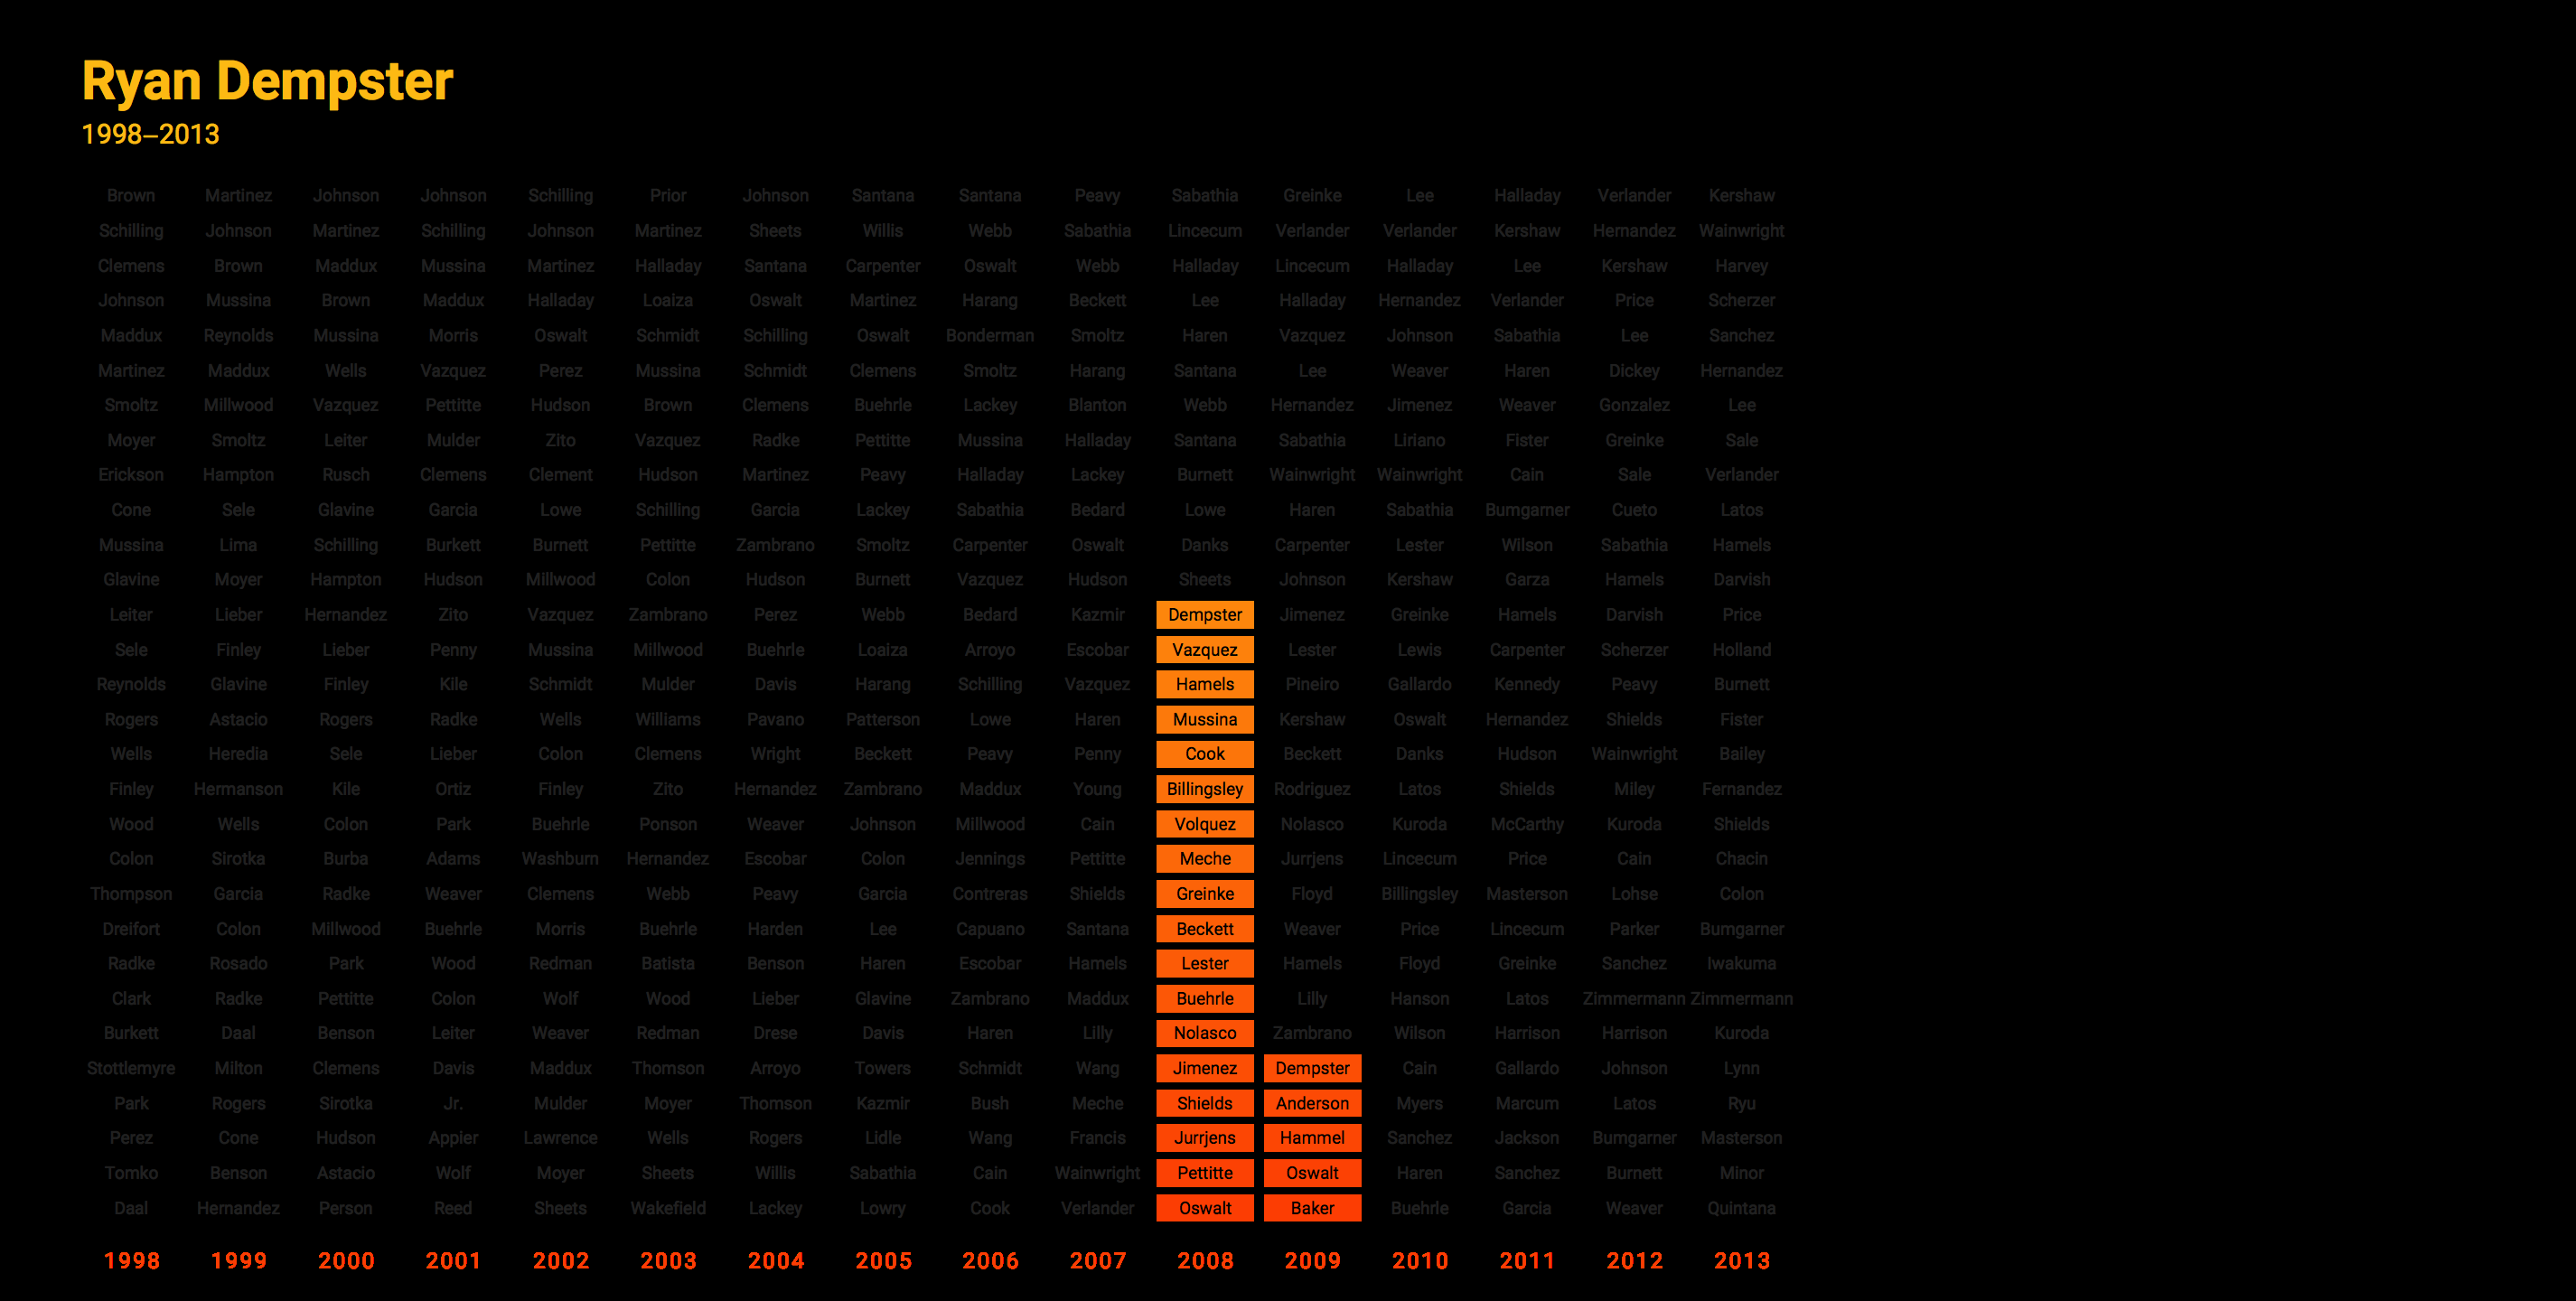 Ryan Dempster
1998–2013
Brown Martinez Johnson Johnson Schilling Prior Johnson Santana Santana Peavy Sabathia Greinke Lee Halladay Verlander Kershaw
Schilling Johnson Martinez Schilling Johnson Martinez Sheets Willis Webb Sabathia Lincecum Verlander Verlander Kershaw Hernandez Wainwright
Clemens Brown Maddux Mussina Martinez Halladay Santana Carpenter Oswalt Webb Halladay Lincecum Halladay Lee Kershaw Harvey
Johnson Mussina Brown Maddux Halladay Loaiza Oswalt Martinez Harang Beckett Lee Halladay Hernandez Verlander Price Scherzer
Maddux Reynolds Mussina Morris Oswalt Schmidt Schilling Oswalt Bonderman Smoltz Haren Vazquez Johnson Sabathia Lee Sanchez
Martinez Maddux Wells Vazquez Perez Mussina Schmidt Clemens Smoltz Harang Santana Lee Weaver Haren Dickey Hernandez
Smoltz Millwood Vazquez Pettitte Hudson Brown Clemens Buehrle Lackey Blanton Webb Hernandez Jimenez Weaver Gonzalez Lee
Moyer Smoltz Leiter Mulder Zito Vazquez Radke Pettitte Mussina Halladay Santana Sabathia Liriano Fister Greinke Sale
Erickson Hampton Rusch Clemens Clement Hudson Martinez Peavy Halladay Lackey Burnett Wainwright Wainwright Cain Sale Verlander
Cone Sele Glavine Garcia Lowe Schilling Garcia Lackey Sabathia Bedard Lowe Haren Sabathia Bumgarner Cueto Latos
Mussina Lima Schilling Burkett Burnett Pettitte Zambrano Smoltz Carpenter Oswalt Danks Carpenter Lester Wilson Sabathia Hamels
Glavine Moyer Hampton Hudson Millwood Colon Hudson Burnett Vazquez Hudson Sheets Johnson Kershaw Garza Hamels Darvish
Leiter Lieber Hernandez Zito Vazquez Zambrano Perez Webb Bedard Kazmir Dempster Jimenez Greinke Hamels Darvish Price
Sele Finley Lieber Penny Mussina Millwood Buehrle Loaiza Arroyo Escobar Vazquez Lester Lewis Carpenter Scherzer Holland
Reynolds Glavine Finley Kile Schmidt Mulder Davis Harang Schilling Vazquez Hamels Pineiro Gallardo Kennedy Peavy Burnett
Rogers Astacio Rogers Radke Wells Williams Pavano Patterson Lowe Haren Mussina Kershaw Oswalt Hernandez Shields Fister
Wells Heredia Sele Lieber Colon Clemens Wright Beckett Peavy Penny Cook Beckett Danks Hudson Wainwright Bailey
Finley Hermanson Kile Ortiz Finley Zito Hernandez Zambrano Maddux Young Billingsley Rodriguez Latos Shields Miley Fernandez
Wood Wells Colon Park Buehrle Ponson Weaver Johnson Millwood Cain Volquez Nolasco Kuroda McCarthy Kuroda Shields
Colon Sirotka Burba Adams Washburn Hernandez Escobar Colon Jennings Pettitte Meche Jurrjens Lincecum Price Cain Chacin
Thompson Garcia Radke Weaver Clemens Webb Peavy Garcia Contreras Shields Greinke Floyd Billingsley Masterson Lohse Colon
Dreifort Colon Millwood Buehrle Morris Buehrle Harden Lee Capuano Santana Beckett Weaver Price Lincecum Parker Bumgarner
Radke Rosado Park Wood Redman Batista Benson Haren Escobar Hamels Lester Hamels Floyd Greinke Sanchez Iwakuma
Clark Radke Pettitte Colon Wolf Wood Lieber Glavine Zambrano Maddux Buehrle Lilly Hanson Latos Zimmermann Zimmermann
Burkett Daal Benson Leiter Weaver Redman Drese Davis Haren Lilly Nolasco Zambrano Wilson Harrison Harrison Kuroda
Stottlemyre Milton Clemens Davis Maddux Thomson Arroyo Towers Schmidt Wang Jimenez Dempster Cain Gallardo Johnson Lynn
Park Rogers Sirotka Jr. Mulder Moyer Thomson Kazmir Bush Meche Shields Anderson Myers Marcum Latos Ryu
Perez Cone Hudson Appier Lawrence Wells Rogers Lidle Wang Francis Jurrjens Hammel Sanchez Jackson Bumgarner Masterson
Tomko Benson Astacio Wolf Moyer Sheets Willis Sabathia Cain Wainwright Pettitte Oswalt Haren Sanchez Burnett Minor
Daal Hernandez Person Reed Sheets Wakefield Lackey Lowry Cook Verlander Oswalt Baker Buehrle Garcia Weaver Quintana
1998 1999 2000 2001 2002 2003 2004 2005 2006 2007 2008 2009 2010 2011 2012 2013